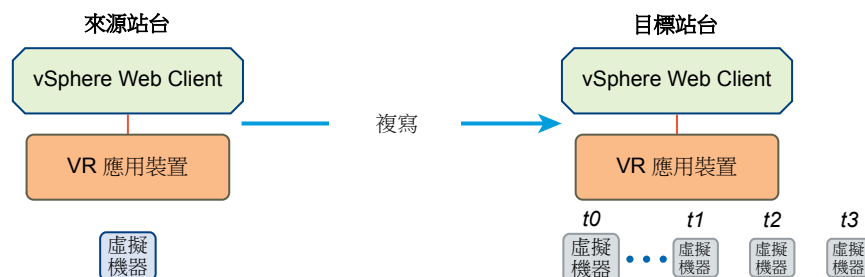 來源站台
目標站台
vSphere Web Client
vSphere Web Client
複寫
VR 應用裝置
VR 應用裝置
t0
t1
t2
t3
虛擬
機器
虛擬
機器
虛擬
機器
虛擬
機器
虛擬
機器